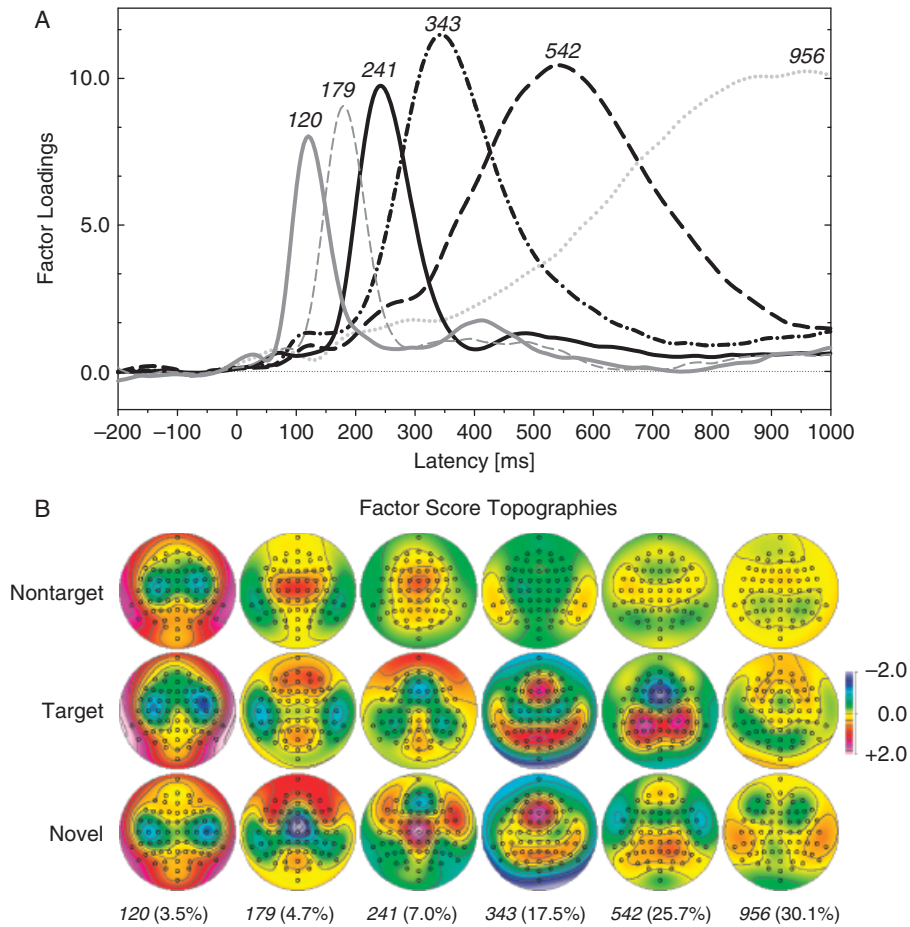 A
343
542
956
241
179
120
10.0
5.0
0.0
Factor Loadings
–200 –100 0 100 200 300 400 500 600 700 800 900 1000
Latency [ms]
B
Factor Score Topographies
Nontarget
Target
–2.0
0.0
+2.0
Novel
120 (3.5%) 179 (4.7%) 241 (7.0%) 343 (17.5%) 542 (25.7%) 956 (30.1%)